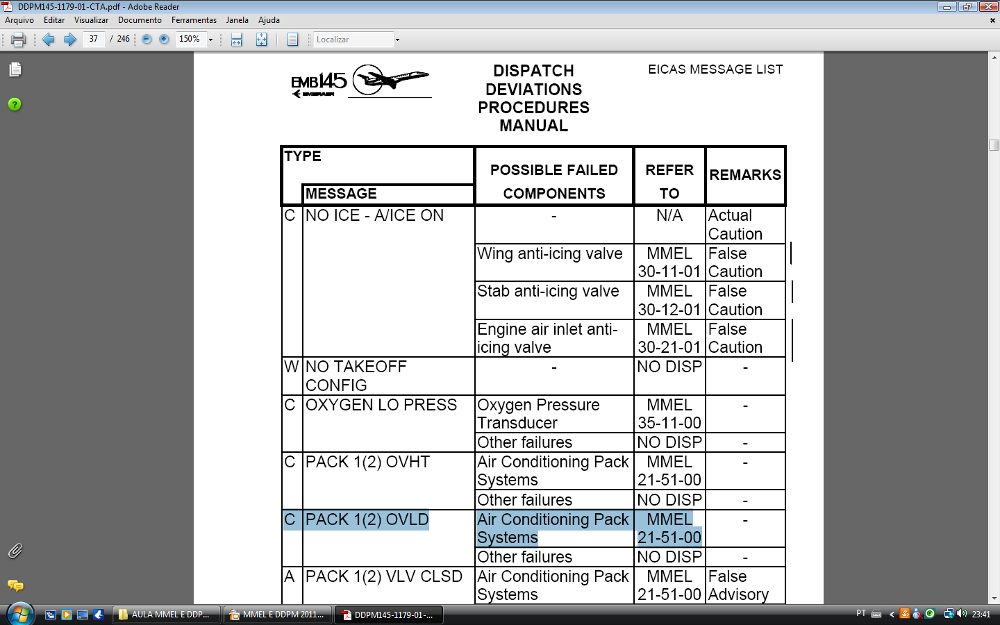 DDPM145-1179-01-CTA.pdf - Adobe Reader
Arquivo Editar Visualizar Documento Ferramentas Janela Ajuda
37 / 246 150% Localizar
EMB145
EMBRAER
DISPATCH
DEVIATIONS
PROCEDURES
MANUAL
EICAS MESSAGE LIST
TYPE
MESSAGE
POSSIBLE FAILED
COMPONENTS
REFER
TO
REMARKS
C NO ICE - A/ICE ON - N/A Actual
Caution
Wing anti-icing valve MMEL False
30-11-01 Caution
Stab anti-icing valve MMEL False
30-12-01 Caution
Engine air inlet anti- MMEL False
icing valve 30-21-01 Caution
W NO TAKEOFF - NO DISP -
CONFIG
C OXYGEN LO PRESS Oxygen Pressure MMEL -
Transducer 35-11-00
Other failures NO DISP -
C PACK 1(2) OVHT Air Conditioning Pack MMEL -
Systems 21-51-00
Other failures NO DISP -
C PACK 1(2) OVLD Air Conditioning Pack MMEL -
Systems 21-51-00
Other failures NO DISP -
A PACK 1(2) VLV CLSD Air Conditioning Pack MMEL False
Systems 21-51-00 Advisory
AULA MMEL E DDP... MMEL E DDPM 2011... DDPM145-1179-01-... PT 23:41